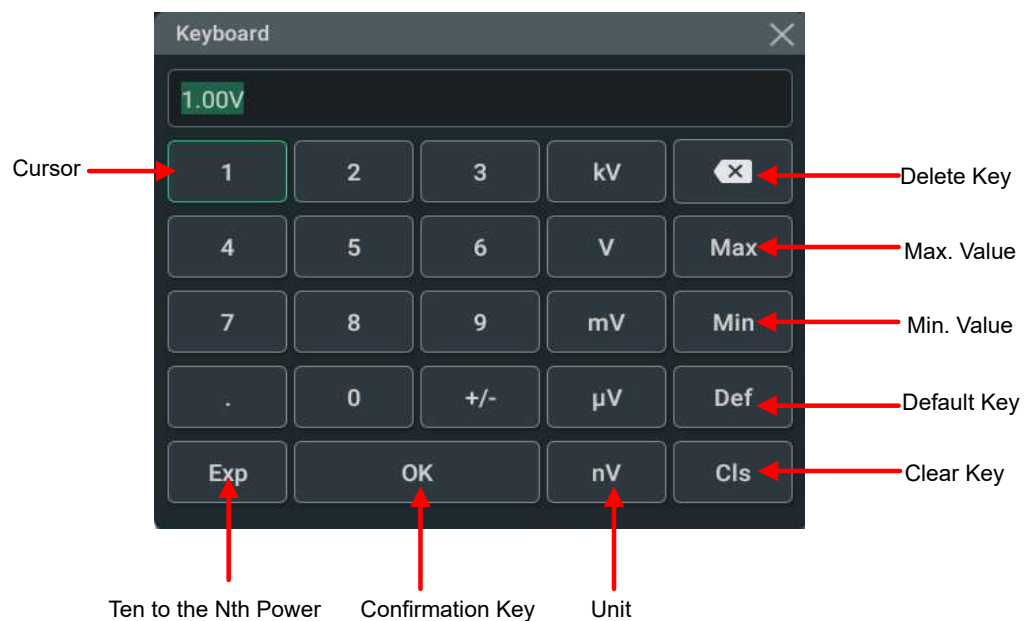 Keyboard
1.00V
Cursor 1 2 3 kV Delete Key
4 5 6 V Max Max. Value
7 8 9 mV Min Min. Value
. 0 +/- µV Def Default Key
Exp OK nV Cls Clear Key
Ten to the Nth Power Confirmation Key Unit